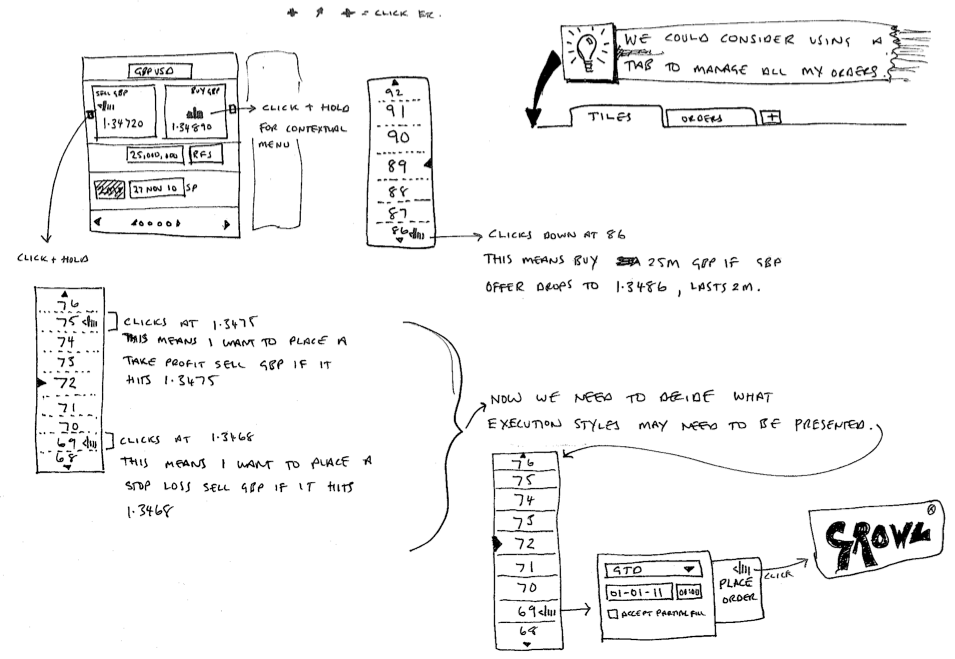 = CLICK ER.
WE COULD CONSIDER USING A
TAB TO MANAGE ALL MY ORDERS.
TILES
ORDERS
+
GBPUSD
SELL GBP
1.34720
BUY GBP
1.34890
25,000,000
RFS
27 NOV 10
SP
CLICK + HOLD
FOR CONTEXTUAL
MENU
CLICK + HOLD
92
91
90
89
88
87
86
CLICKS DOWN AT 86
THIS MEANS BUY 25M GBP IF GBP
OFFER DROPS TO 1.3486, LASTS 2M.
76
75
74
73
72
71
70
69
68
CLICKS AT 1.3475
THIS MEANS I WANT TO PLACE A
TAKE PROFIT SELL GBP IF IT
HITS 1.3475
CLICKS AT 1.3468
THIS MEANS I WANT TO PLACE A
STOP LOSS SELL GBP IF IT HITS
1.3468
NOW WE NEED TO DECIDE WHAT
EXECUTION STYLES MAY NEED TO BE PRESENTED.
76
75
74
73
72
71
70
69
68
GTD
01-01-11
00:00
ACCEPT PARTIAL FILL
PLACE
ORDER
CLICK
GROWL